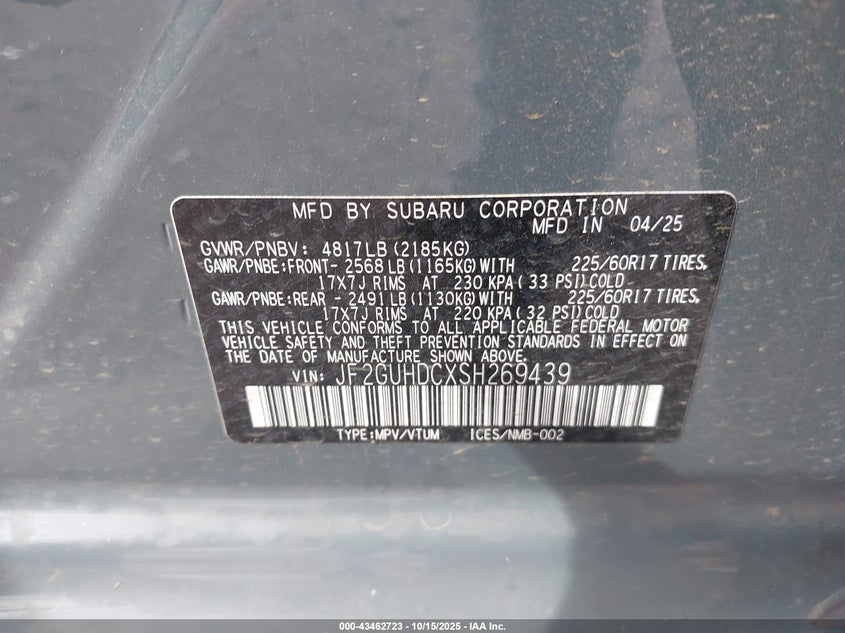 MFD BY SUBARU CORPORATION
MFD IN 04/25
GVWR/PNBV: 4817LB (2185KG)
GAWR/PNBE:FRONT- 2568 LB (1165KG) WITH 225/60R17 TIRES,
17X7J RIMS AT 230 KPA (33 PSI) COLD
GAWR/PNBE:REAR - 2491 LB (1130KG) WITH 225/60R17 TIRES,
17X7J RIMS AT 220 KPA (32 PSI) COLD
THIS VEHICLE CONFORMS TO ALL APPLICABLE FEDERAL MOTOR
VEHICLE SAFETY AND THEFT PREVENTION STANDARDS IN EFFECT ON
THE DATE OF MANUFACTURE SHOWN ABOVE.
VIN: JF2GUHDCXSH269439
TYPE:MPV/VTUM ICES/NMB-002
000-43462723 - 10/15/2025 - IAA Inc.